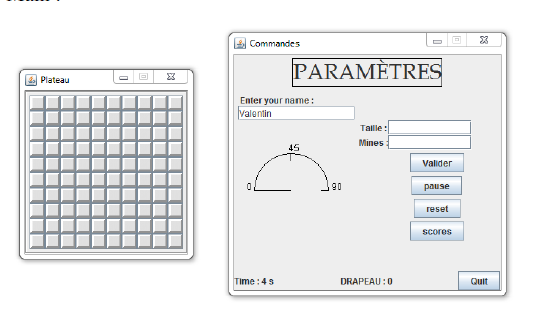 Plateau
Commandes
PARAMÈTRES
Enter your name :
Valentin
Taille :
Mines :
45
0
90
Valider
pause
reset
scores
Time : 4 s
DRAPEAU : 0
Quit